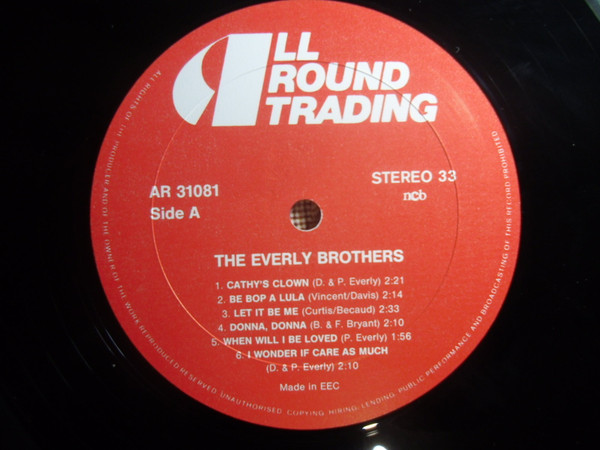 ALL
ROUND
TRADING
AR 31081
Side A
STEREO 33
ncb
THE EVERLY BROTHERS
1. CATHY'S CLOWN (D. & P. Everly) 2:21
2. BE BOP A LULA (Vincent/Davis) 2:14
3. LET IT BE ME (Curtis/Becaud) 2:33
4. DONNA, DONNA (B. & F. Bryant) 2:10
5. WHEN WILL I BE LOVED (P. Everly) 1:56
6. I WONDER IF CARE AS MUCH
(D. & P. Everly) 2:10
Made in EEC
ALL RIGHTS OF THE PRODUCER AND OF THE OWNER OF THE WORK REPRODUCED RESERVED. UNAUTHORISED COPYING, HIRING, LENDING, PUBLIC PERFORMANCE AND BROADCASTING OF THIS RECORD PROHIBITED